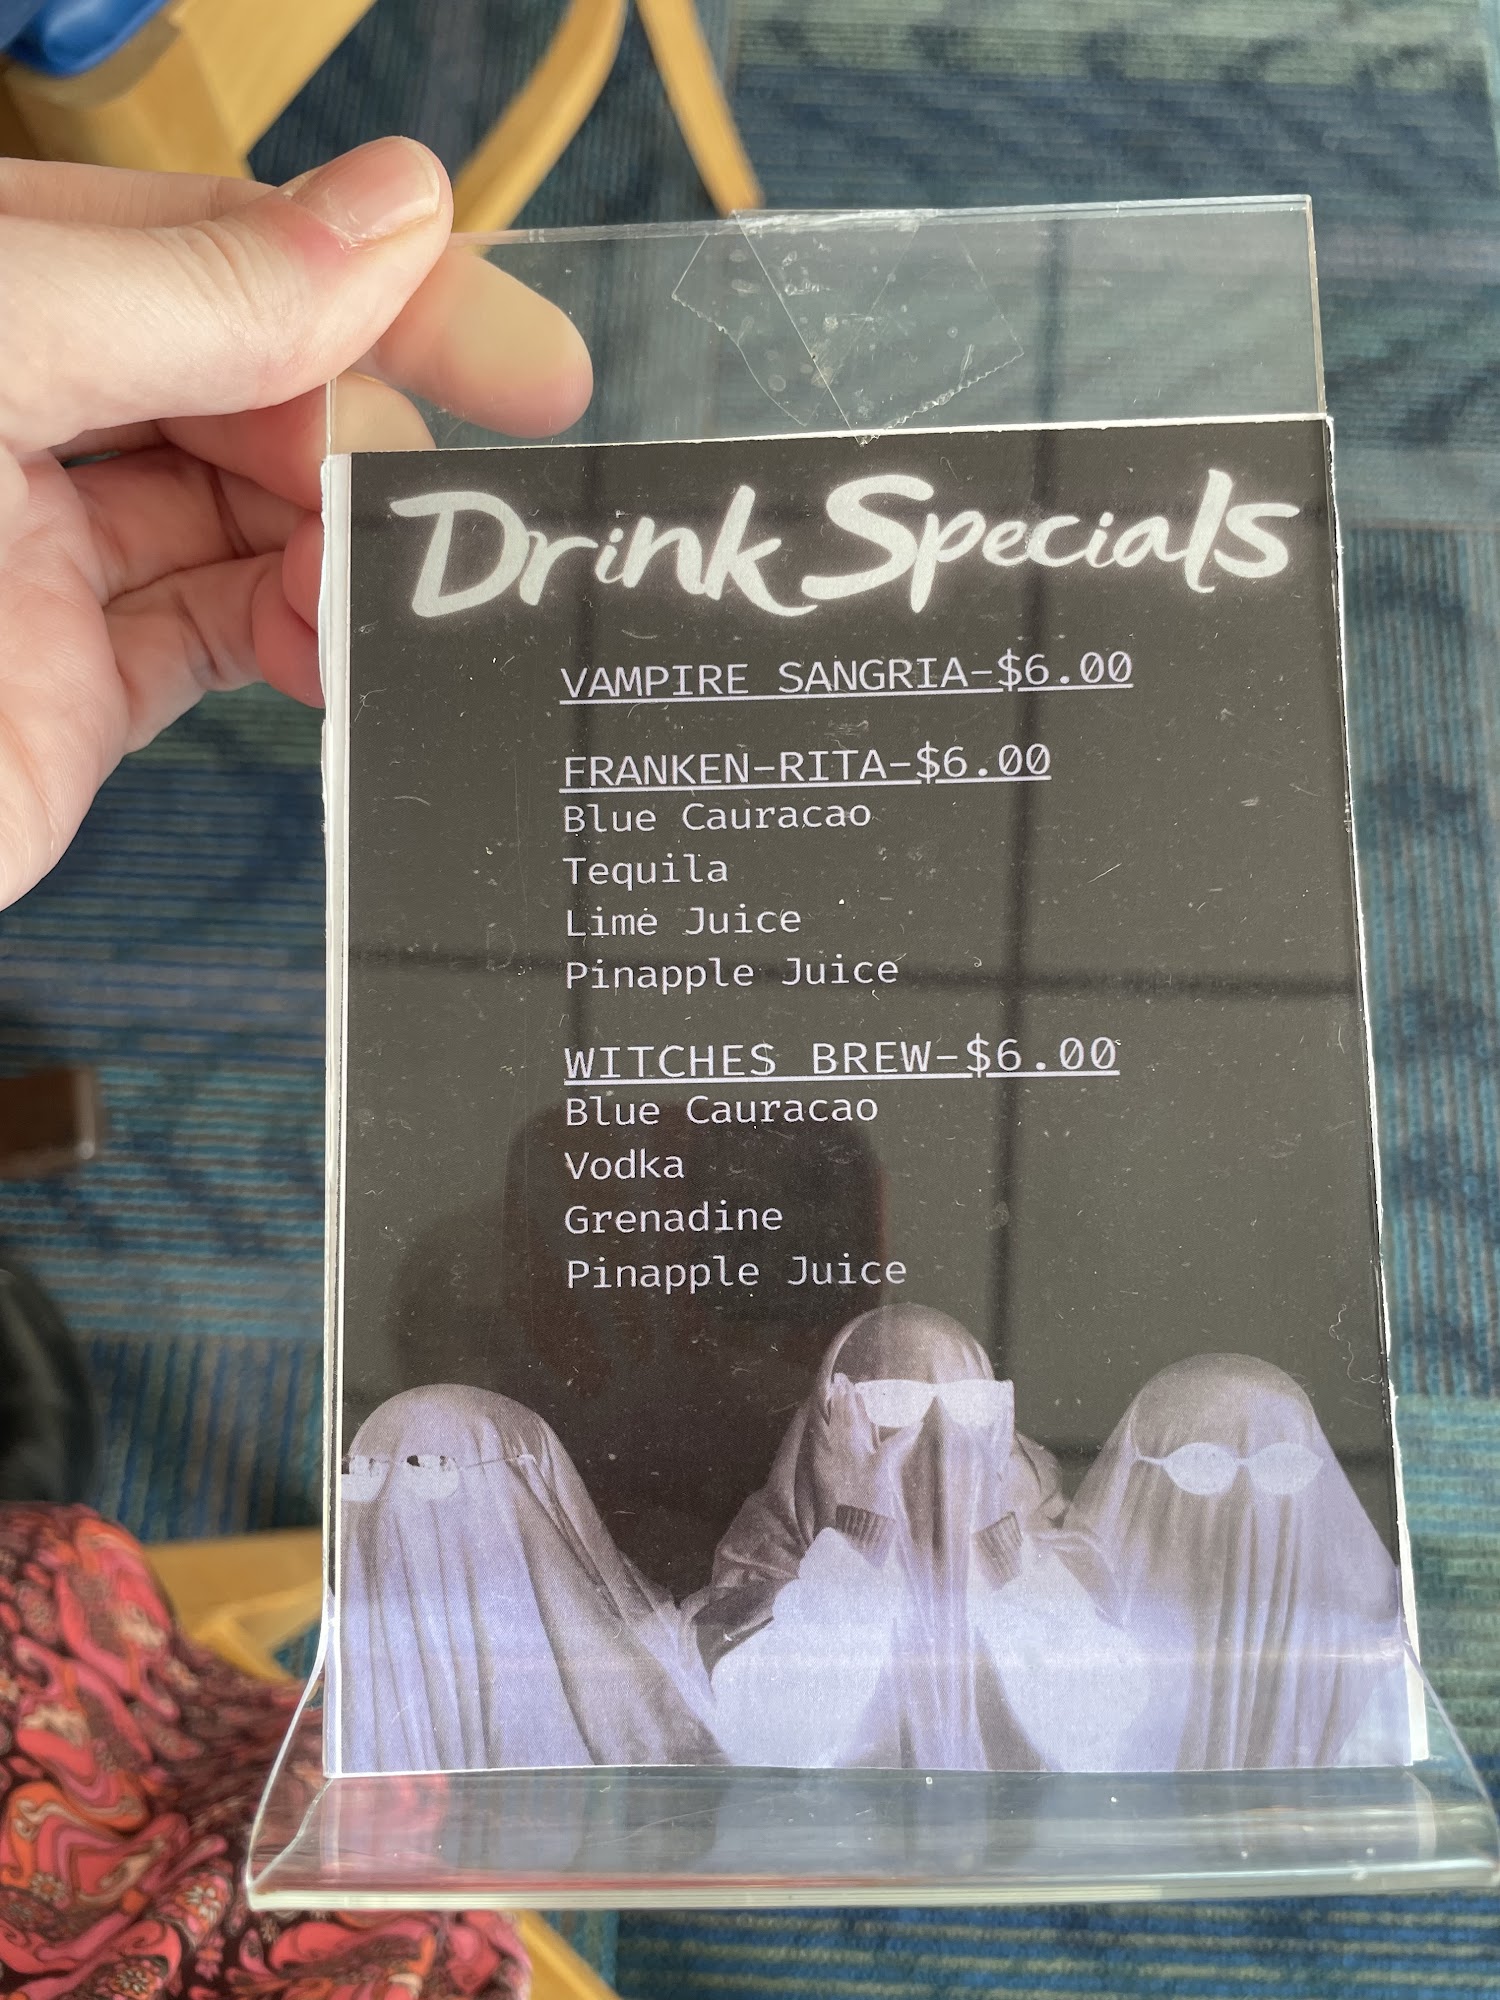 Drink Specials
VAMPIRE SANGRIA-$6.00
FRANKEN-RITA-$6.00
Blue Cauracao
Tequila
Lime Juice
Pinapple Juice
WITCHES BREW-$6.00
Blue Cauracao
Vodka
Grenadine
Pinapple Juice